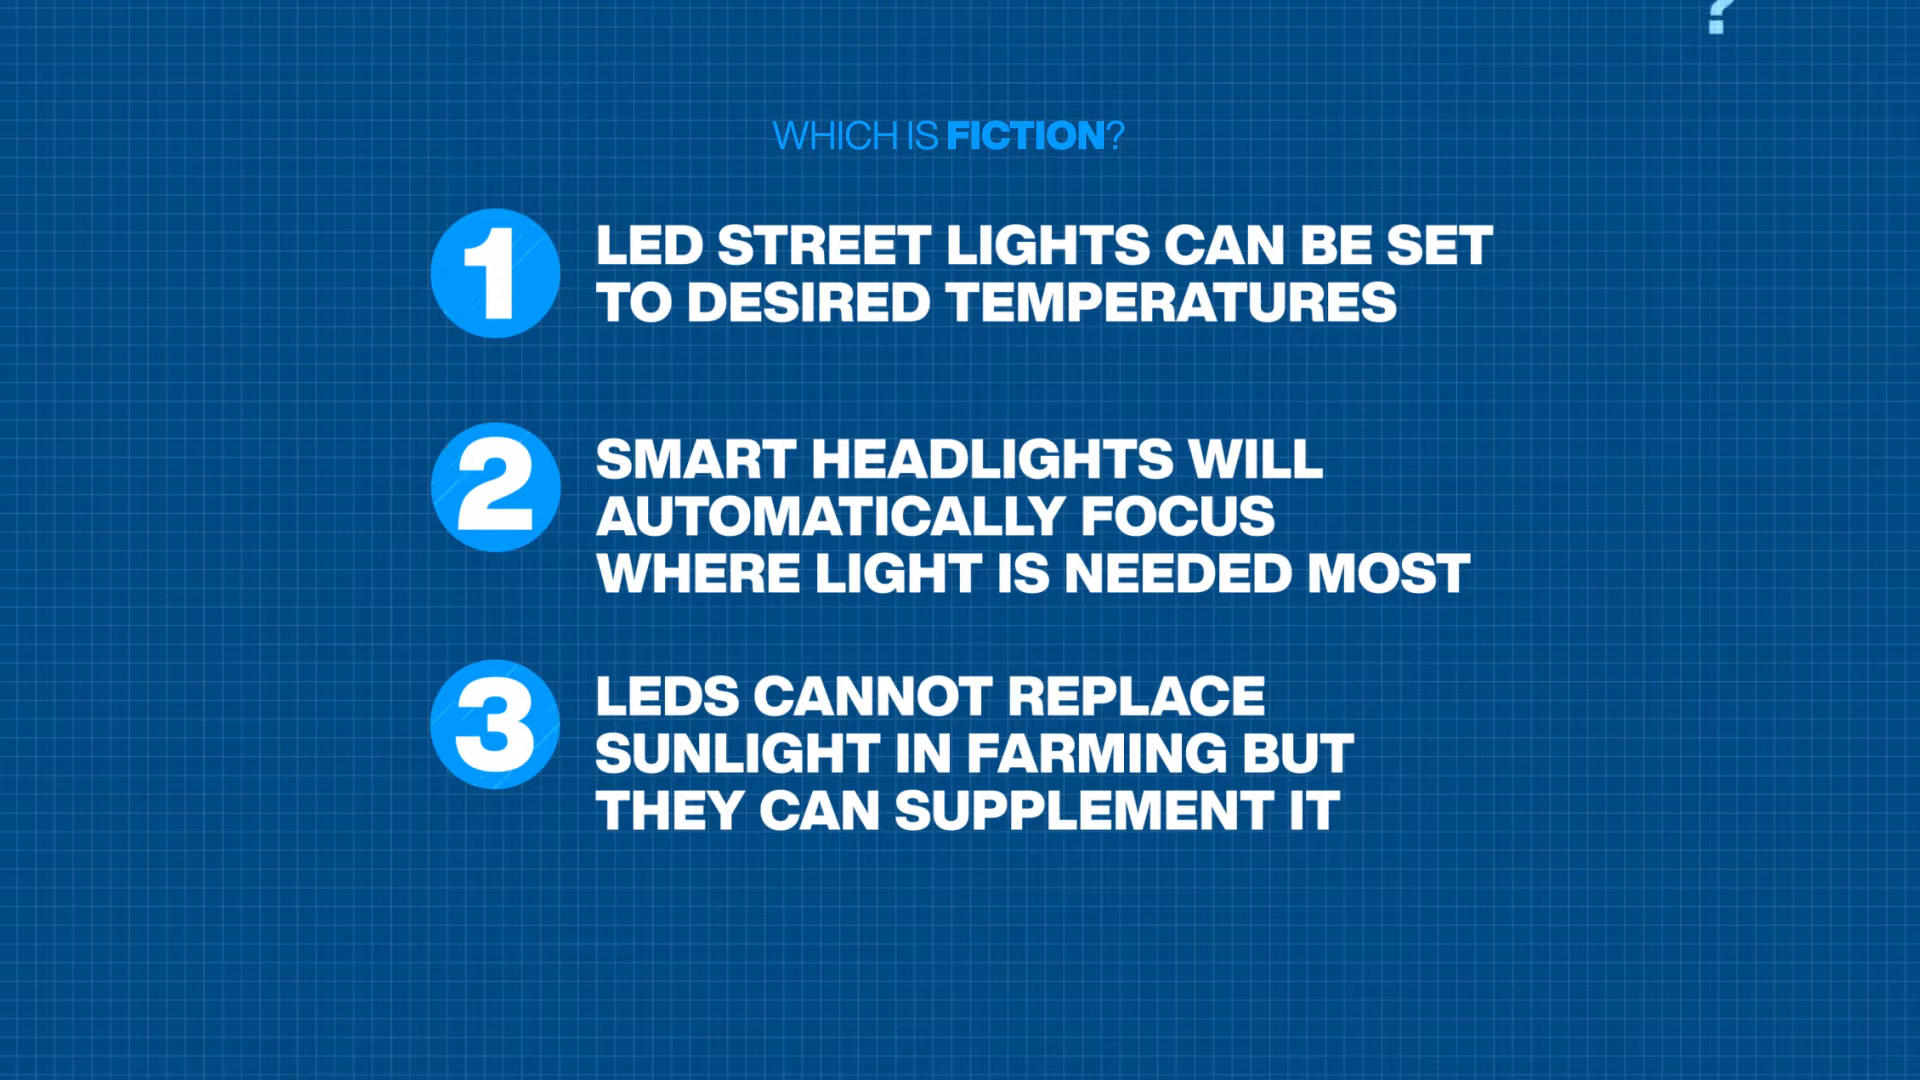 ?
WHICH IS FICTION?
1
LED STREET LIGHTS CAN BE SET
TO DESIRED TEMPERATURES
2
SMART HEADLIGHTS WILL
AUTOMATICALLY FOCUS
WHERE LIGHT IS NEEDED MOST
3
LEDS CANNOT REPLACE
SUNLIGHT IN FARMING BUT
THEY CAN SUPPLEMENT IT